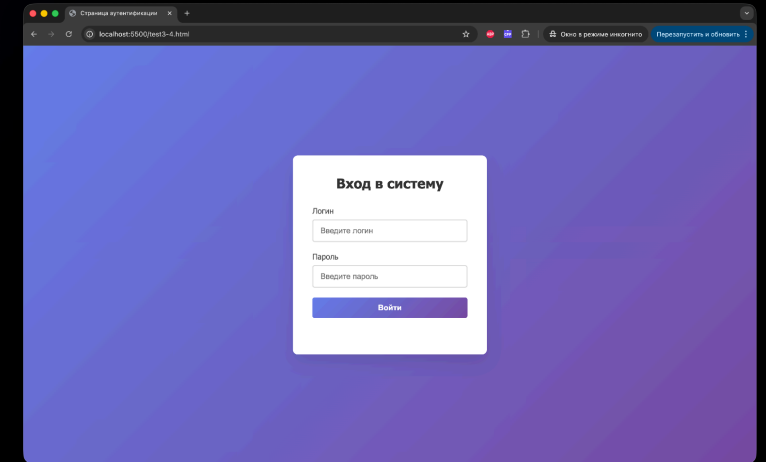 Страница аутентификации
localhost:5500/test3-4.html
Окно в режиме инкогнито
Перезапустить и обновить
Вход в систему
Логин
Введите логин
Пароль
Введите пароль
Войти